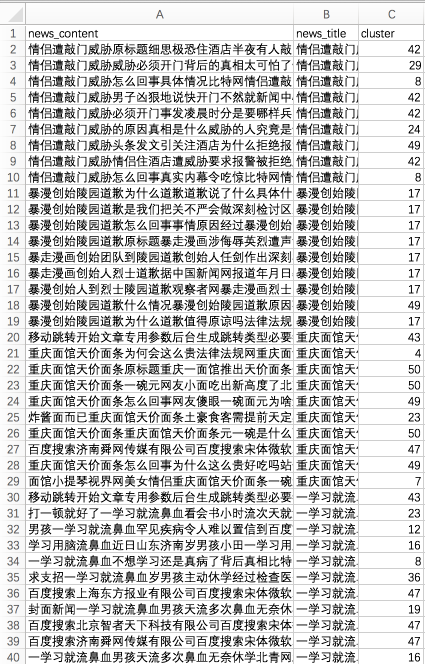 A B C
1 news_content news_title cluster
2 情侣遭敲门威胁原标题细思极恐住酒店半夜有人敲 情侣遭敲门 42
3 情侣遭敲门威胁威胁必须开门背后的真相太可怕了 情侣遭敲门 29
4 情侣遭敲门威胁怎么回事具体情况比特网情侣遭敲 情侣遭敲门 8
5 情侣遭敲门威胁男子凶狠地说快开门不然就新闻中 情侣遭敲门 42
6 情侣遭敲门威胁必须开门事发凌晨时分是要哪样兵 情侣遭敲门 42
7 情侣遭敲门威胁的原因真相是什么威胁的人究竟是 情侣遭敲门 24
8 情侣遭敲门威胁头条发文引关注酒店为什么拒绝报 情侣遭敲门 49
9 情侣遭敲门威胁情侣住酒店遭威胁要求报警被拒绝 情侣遭敲门 42
10 情侣遭敲门威胁怎么回事真实内幕令吃惊比特网情 情侣遭敲门 8
11 暴漫创始陵园道歉为什么道歉道歉说了什么具体什 暴漫创始陵 17
12 暴漫创始陵园道歉是我们把关不严会做深刻检讨区 暴漫创始陵 17
13 暴漫创始陵园道歉怎么回事事情原因经过暴漫创始 暴漫创始陵 17
14 暴漫创始陵园道歉原标题暴走漫画涉侮辱英烈遭声 暴漫创始陵 17
15 暴走漫画创始团队到陵园道歉创始人任剑作出深刻 暴漫创始陵 17
16 暴走漫画创始人烈士道歉据中国新闻网报道年月日 暴漫创始陵 17
17 暴漫创始人到烈士陵园道歉观察者网暴走漫画烈士 暴漫创始陵 17
18 暴漫创始陵园道歉什么情况暴漫创始陵园道歉原因 暴漫创始陵 49
19 暴漫创始陵园道歉为什么道歉值得原谅吗法律法规 暴漫创始陵 17
20 移动跳转开始文章专用参数后台生成跳转类型必要 重庆面馆天 43
21 重庆面馆天价面条为何会这么贵法律法规网重庆面 重庆面馆天 4
22 重庆面馆天价面条原标题重庆一面馆推出天价面条 重庆面馆天 50
23 重庆面馆天价面条一碗元网友小面吃出新高度了北 重庆面馆天 50
24 重庆面馆天价面条怎么回事网友傻眼一碗面元为啥 重庆面馆天 49
25 炸酱面而已重庆面馆天价面条土豪食客需提前天定 重庆面馆天 23
26 重庆面馆天价面条重庆面馆天价面条元一碗是什么 重庆面馆天 50
27 百度搜索济南舜网传媒有限公司百度搜索宋体微软 重庆面馆天 47
28 重庆面馆天价面条怎么回事为什么这么贵好吃吗站 重庆面馆天 49
29 面馆小提琴视界网美女情侣重庆面馆天价面条一碗 重庆面馆天 7
30 移动跳转开始文章专用参数后台生成跳转类型必要 一学习就流 43
31 打一顿就好了一学习就流鼻血看会书小时流次天就 一学习就流 23
32 男孩一学习就流鼻血罕见疾病令人难以置信到百度 一学习就流 12
33 学习用脑流鼻血近日山东济南岁男孩小田一学习用 一学习就流 16
34 一学习就流鼻血不想学习还是真病了背后真相比特 一学习就流 8
35 求支招一学习就流鼻血岁男孩主动休学经过检查医 一学习就流 36
36 百度搜索上海东方报业有限公司百度搜索宋体微软 一学习就流 47
37 封面新闻一学习就流鼻血男孩天流多次鼻血无奈休 一学习就流 19
38 百度搜索北京智者天下科技有限公司百度搜索宋体 一学习就流 47
39 百度搜索济南舜网传媒有限公司百度搜索宋体微软 一学习就流 47
40 一学习就流鼻血男孩天流多次鼻血无奈休学北青网 一学习就流 16